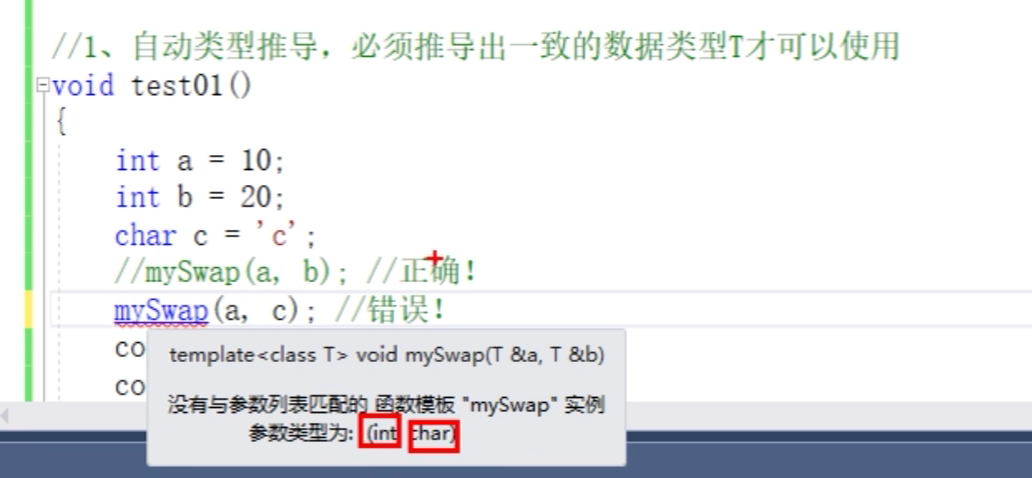 //1、自动类型推导，必须推导出一致的数据类型T才可以使用
void test01()
{
int a = 10;
int b = 20;
char c = 'c';
//mySwap(a, b); //正确!
mySwap(a, c); //错误!
co
co
template<class T> void mySwap(T &a, T &b)
没有与参数列表匹配的 函数模板 "mySwap" 实例
参数类型为: (int, char)